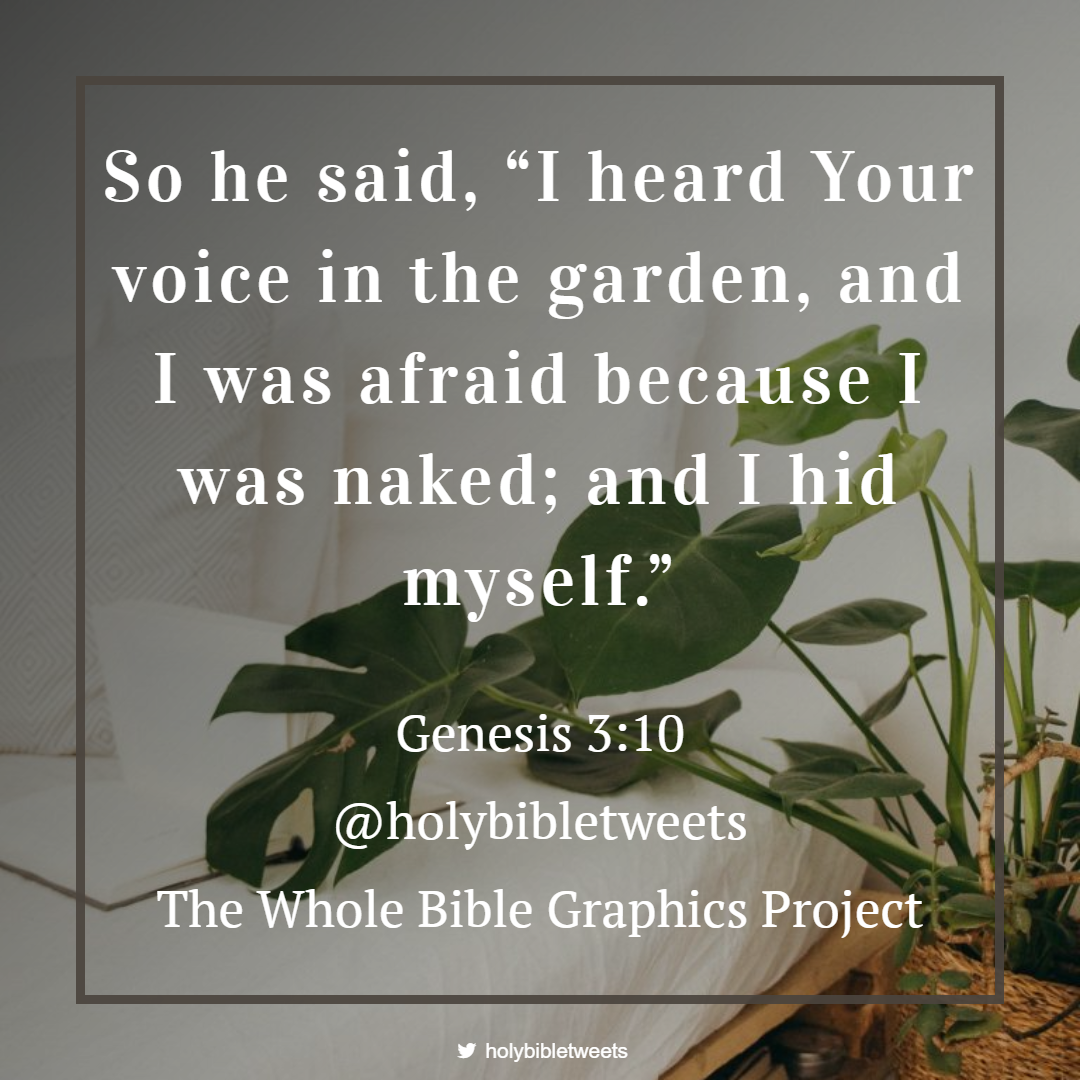 So he said, “I heard Your
voice in the garden, and
I was afraid because I
was naked; and I hid
myself.”
Genesis 3:10
@holybibletweets
The Whole Bible Graphics Project
holybibletweets